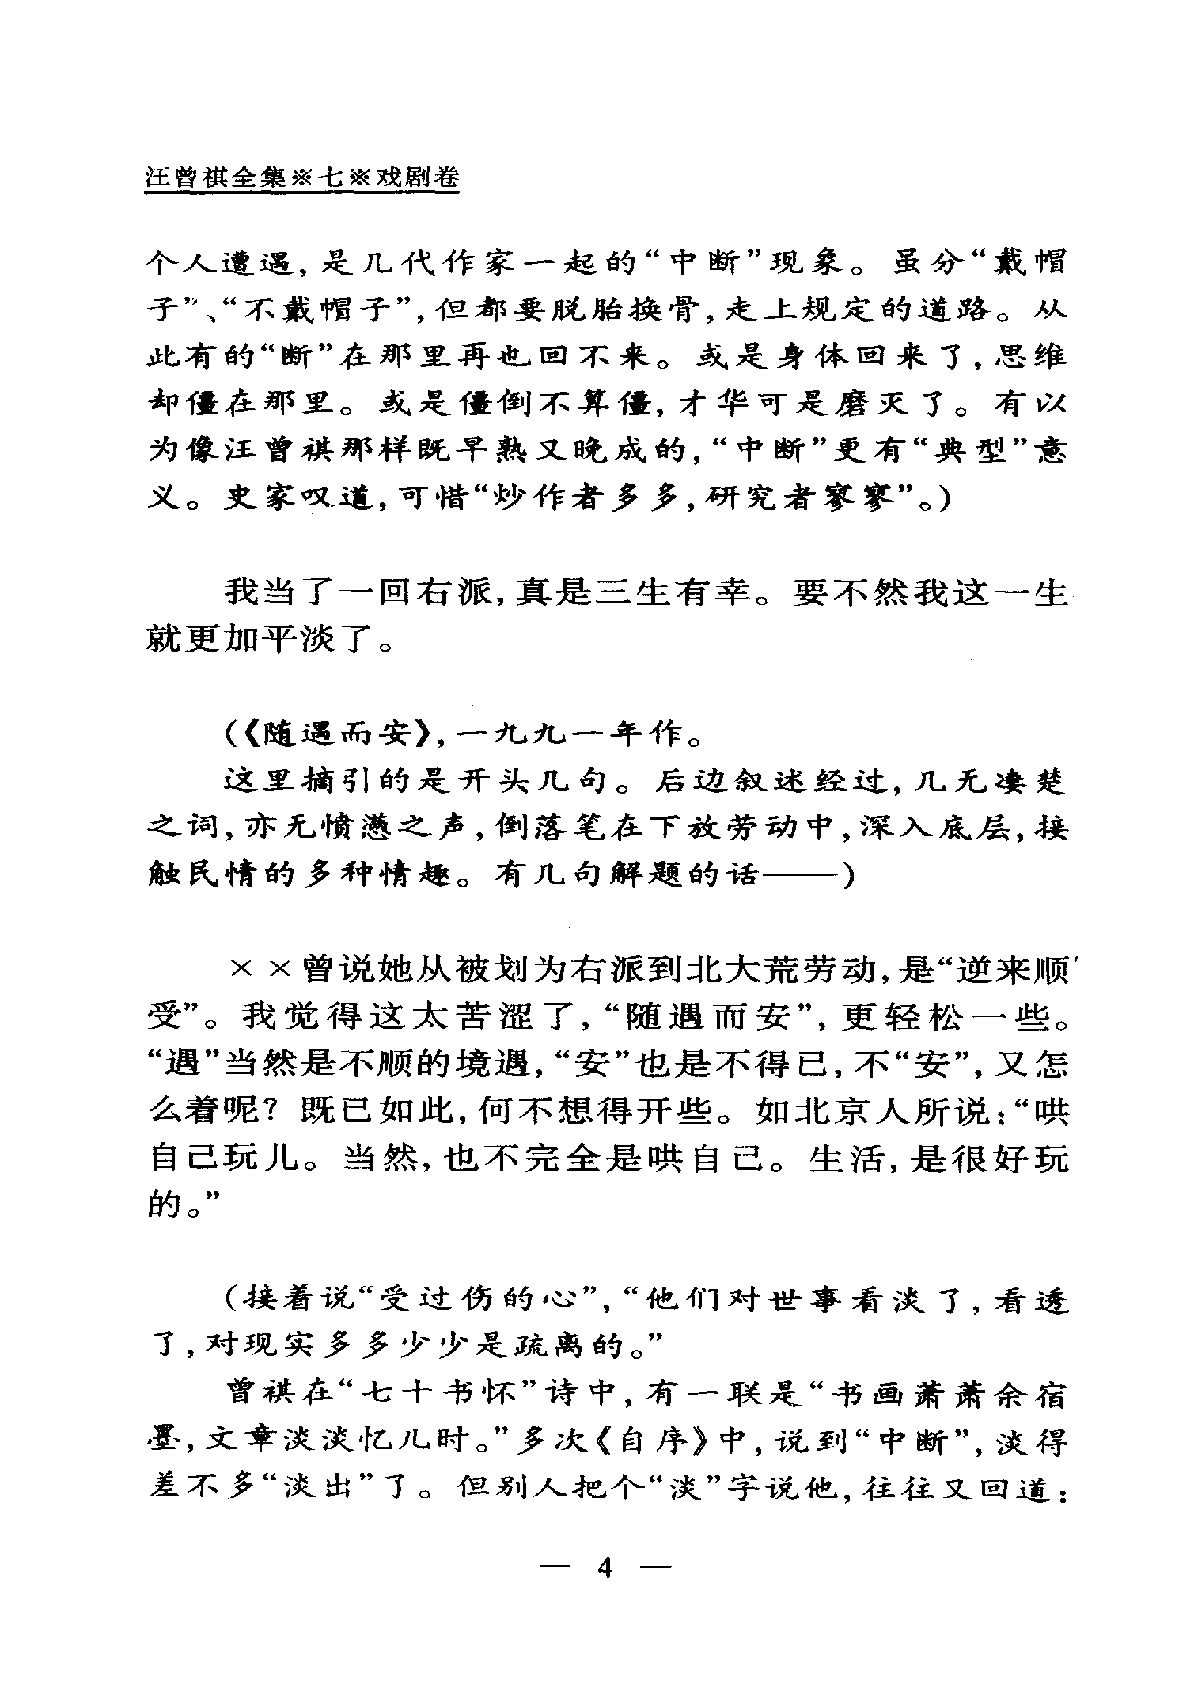 汪曾祺全集※七※戏剧卷
个人遭遇,是几代作家一起的“中断”现象。虽分“戴帽
子”、“不戴帽子”,但都要脱胎换骨,走上规定的道路。从
此有的“断”在那里再也回不来。或是身体回来了,思维
却僵在那里。或是僵倒不算僵,才华可是磨灭了。有以
为像汪曾祺那样既早熟又晚成的,“中断”更有“典型”意
义。史家叹道,可惜“炒作者多多,研究者寥寥”。)
我当了一回右派,真是三生有幸。要不然我这一生
就更加平淡了。
(《随遇而安》,一九九一年作。
这里摘引的是开头几句。后边叙述经过,几无凄楚
之词,亦无愤懑之声,倒落笔在下放劳动中,深入底层,接
触民情的多种情趣。有几句解题的话——)
××曾说她从被划为右派到北大荒劳动,是“逆来顺
受”。我觉得这太苦涩了,“随遇而安”,更轻松一些。
“遇”当然是不顺的境遇,“安”也是不得已,不“安”,又怎
么着呢?既已如此,何不想得开些。如北京人所说:“哄
自己玩儿。当然,也不完全是哄自己。生活,是很好玩
的。”
(接着说“受过伤的心”,“他们对世事看淡了,看透
了,对现实多多少少是疏离的。”
曾祺在“七十书怀”诗中,有一联是“书画萧萧余宿
墨,文章淡淡忆儿时。”多次《自序》中,说到“中断”,淡得
差不多“淡出”了。但别人把个“淡”字说他,往往又回道:
— 4 —